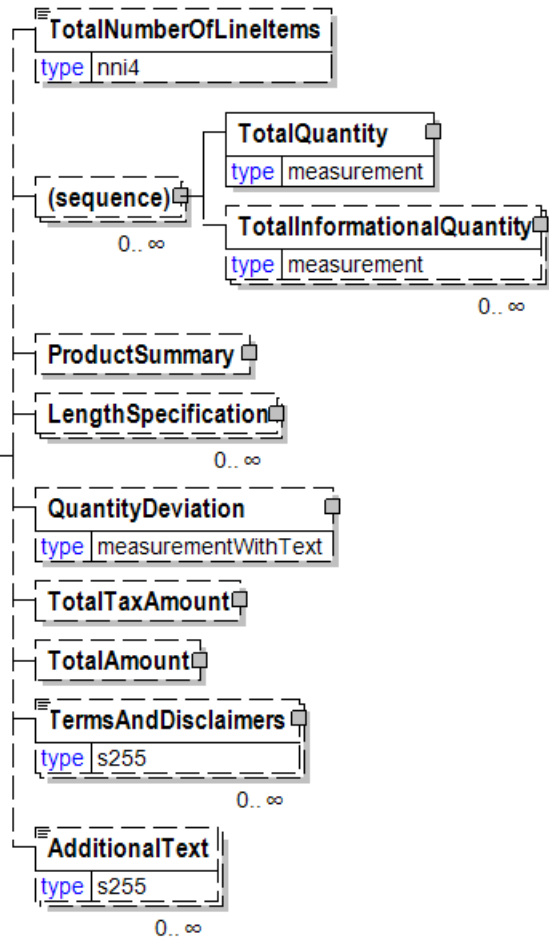 TotalNumberOfLineItems
type nni4
TotalQuantity
type measurement
(sequence)
0.. ∞
TotalInformationalQuantity
type measurement
0.. ∞
ProductSummary
LengthSpecification
0.. ∞
QuantityDeviation
type measurementWithText
TotalTaxAmount
TotalAmount
TermsAndDisclaimers
type s255
0.. ∞
AdditionalText
type s255
0.. ∞